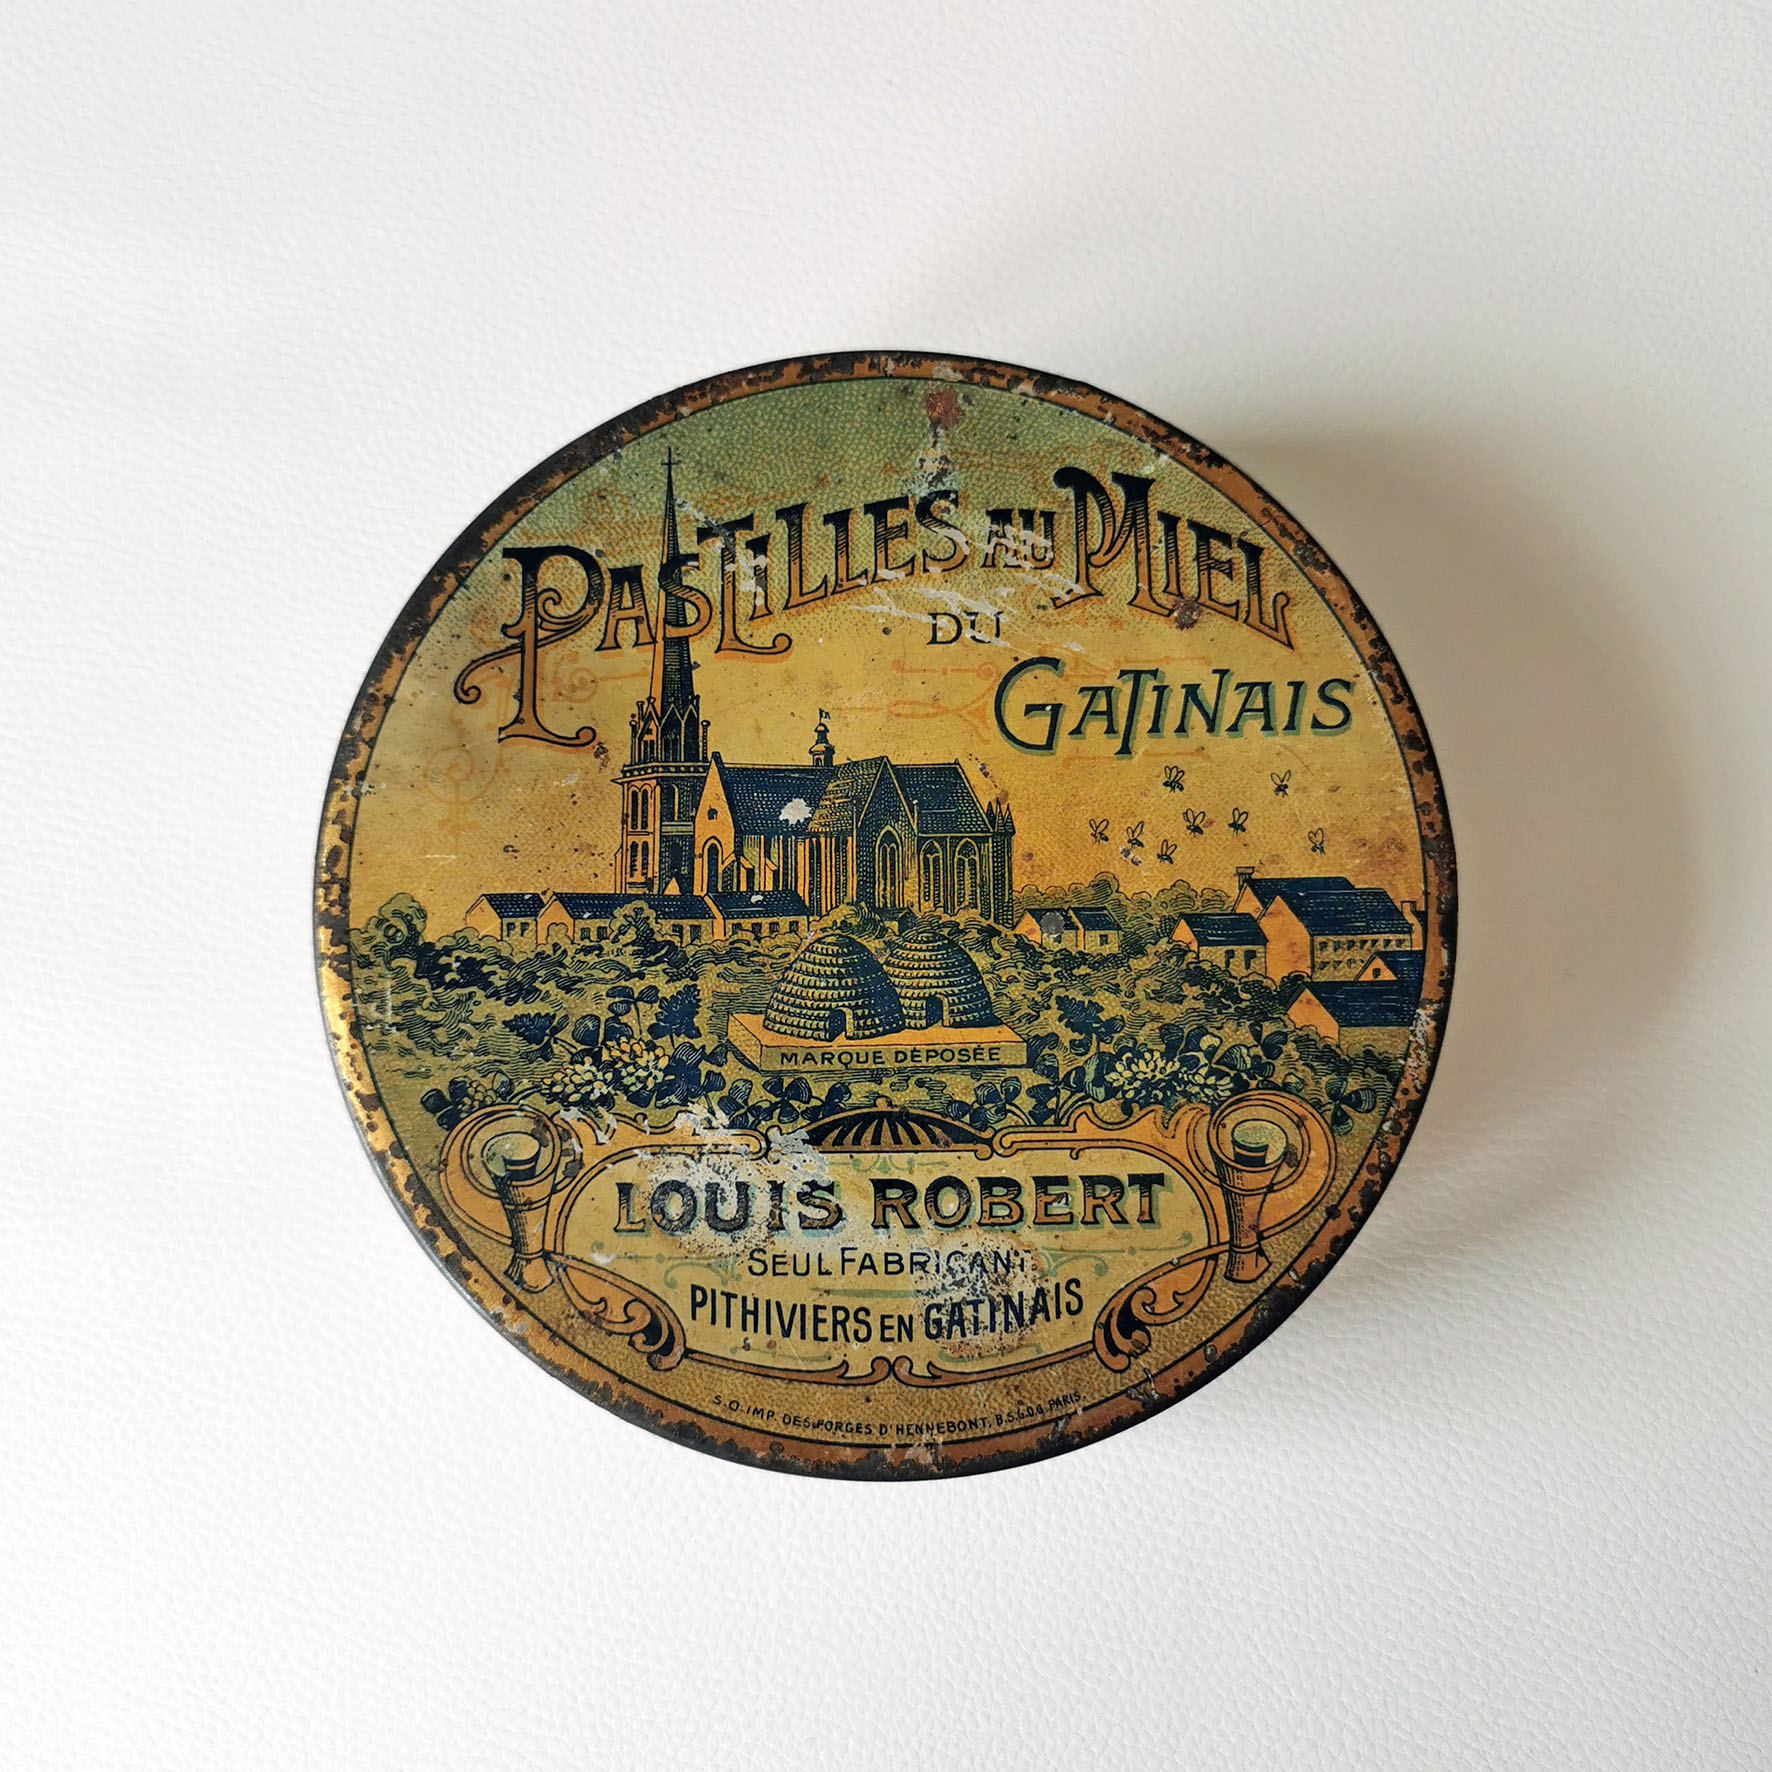 PASTILLES AU MIEL
DU
GATINAIS
MARQUE DÉPOSÉE
LOUIS ROBERT
SEUL FABRICANT
PITHIVIERS EN GATINAIS
S.O. IMP. DES FORGES D'HENNEBONT, B.S.G.D.G. PARIS.